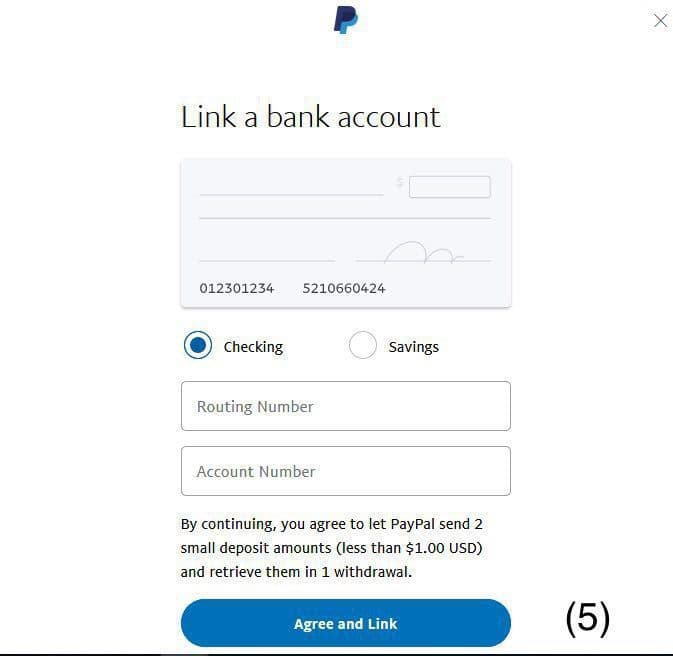 Link a bank account
$
012301234 5210660424
Checking Savings
Routing Number
Account Number
By continuing, you agree to let PayPal send 2
small deposit amounts (less than $1.00 USD)
and retrieve them in 1 withdrawal.
Agree and Link
(5)